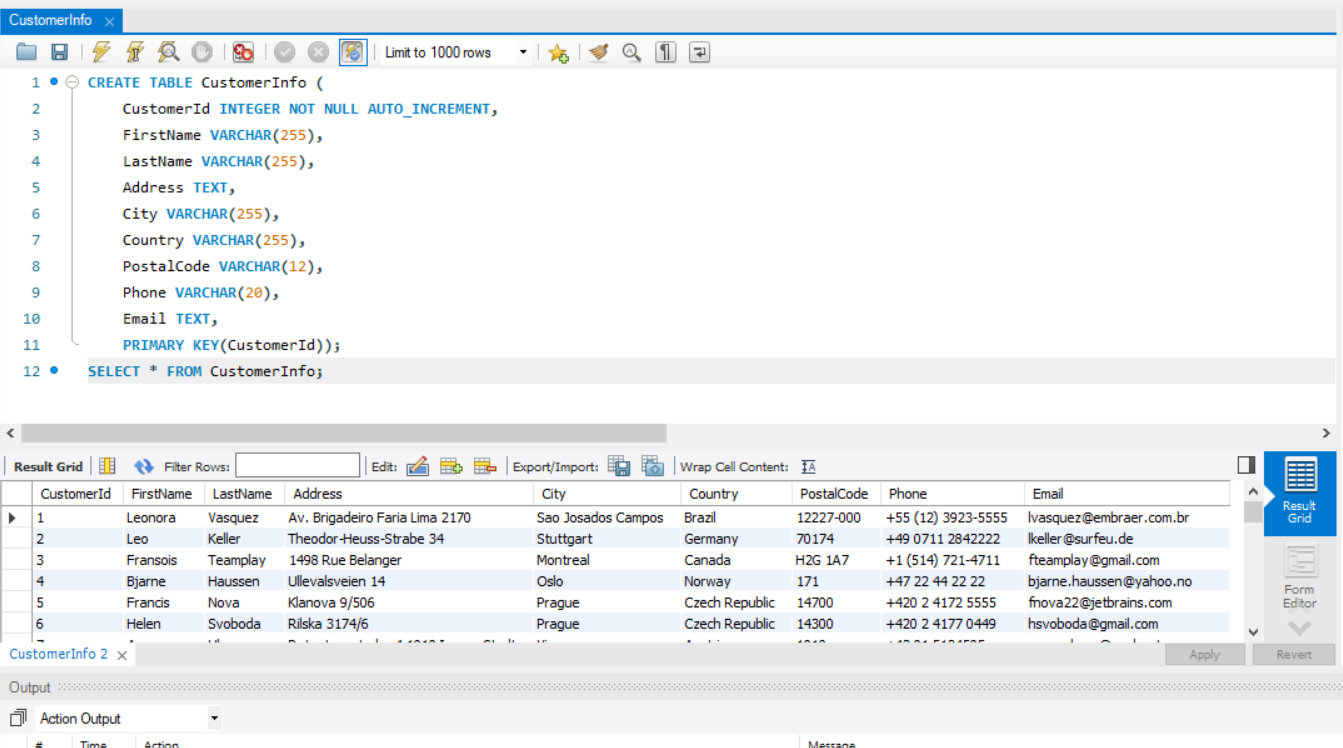 CustomerInfo
Limit to 1000 rows
1 CREATE TABLE CustomerInfo (
2 CustomerId INTEGER NOT NULL AUTO_INCREMENT,
3 FirstName VARCHAR(255),
4 LastName VARCHAR(255),
5 Address TEXT,
6 City VARCHAR(255),
7 Country VARCHAR(255),
8 PostalCode VARCHAR(12),
9 Phone VARCHAR(20),
10 Email TEXT,
11 PRIMARY KEY(CustomerId));
12 SELECT * FROM CustomerInfo;
Result Grid Filter Rows: Edit: Export/Import: Wrap Cell Content:
CustomerId FirstName LastName Address City Country PostalCode Phone Email
1 Leonora Vasquez Av. Brigadeiro Faria Lima 2170 Sao Josados Campos Brazil 12227-000 +55 (12) 3923-5555 lvasquez@embraer.com.br
2 Leo Keller Theodor-Heuss-Strabe 34 Stuttgart Germany 70174 +49 0711 2842222 lkeller@surfeu.de
3 Fransois Teamplay 1498 Rue Belanger Montreal Canada H2G 1A7 +1 (514) 721-4711 fteamplay@gmail.com
4 Bjarne Haussen Ullevalsveien 14 Oslo Norway 171 +47 22 44 22 22 bjarne.haussen@yahoo.no
5 Francis Nova Klanova 9/506 Prague Czech Republic 14700 +420 2 4172 5555 fnova22@jetbrains.com
6 Helen Svoboda Rilska 3174/6 Prague Czech Republic 14300 +420 2 4177 0449 hsvoboda@gmail.com
Result
Grid
Form
Editor
CustomerInfo 2
Apply Revert
Output
Action Output
# Time Action Message